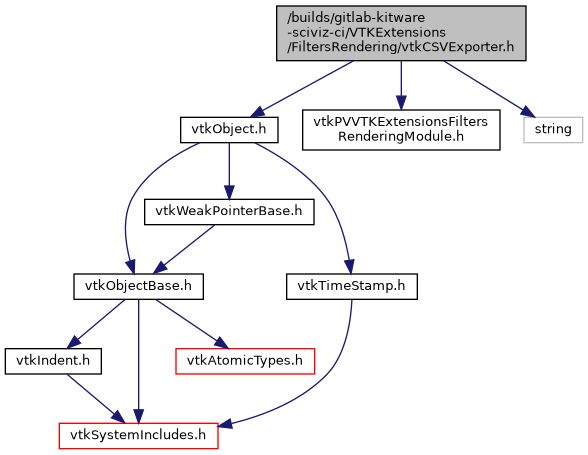 /builds/gitlab-kitware
-sciviz-ci/VTKExtensions
/FiltersRendering/vtkCSVExporter.h
vtkObject.h
vtkPVVTKExtensionsFilters
RenderingModule.h
string
vtkWeakPointerBase.h
vtkObjectBase.h
vtkTimeStamp.h
vtkIndent.h
vtkAtomicTypes.h
vtkSystemIncludes.h